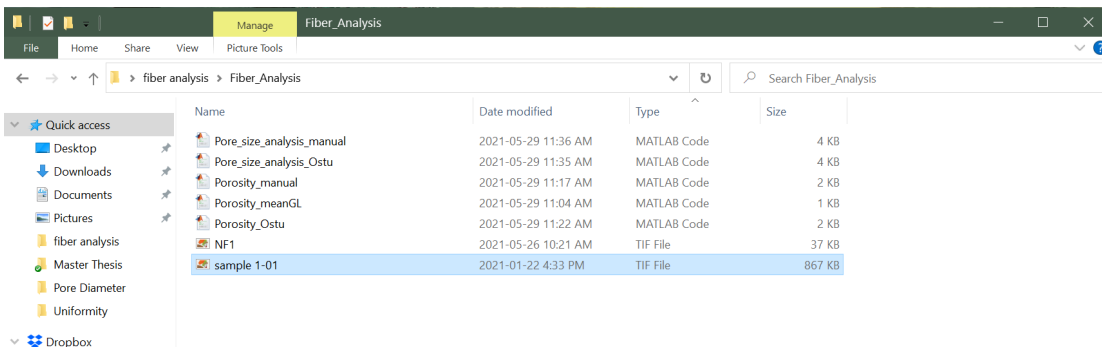 Manage Fiber_Analysis
File Home Share View Picture Tools
fiber analysis > Fiber_Analysis Search Fiber_Analysis
Name Date modified Type Size
Quick access
Desktop
Downloads
Documents
Pictures
fiber analysis
Master Thesis
Pore Diameter
Uniformity
Dropbox
Pore_size_analysis_manual 2021-05-29 11:36 AM MATLAB Code 4 KB
Pore_size_analysis_Ostu 2021-05-29 11:35 AM MATLAB Code 4 KB
Porosity_manual 2021-05-29 11:17 AM MATLAB Code 2 KB
Porosity_meanGL 2021-05-29 11:04 AM MATLAB Code 1 KB
Porosity_Ostu 2021-05-29 11:22 AM MATLAB Code 2 KB
NF1 2021-05-26 10:21 AM TIF File 37 KB
sample 1-01 2021-01-22 4:33 PM TIF File 867 KB